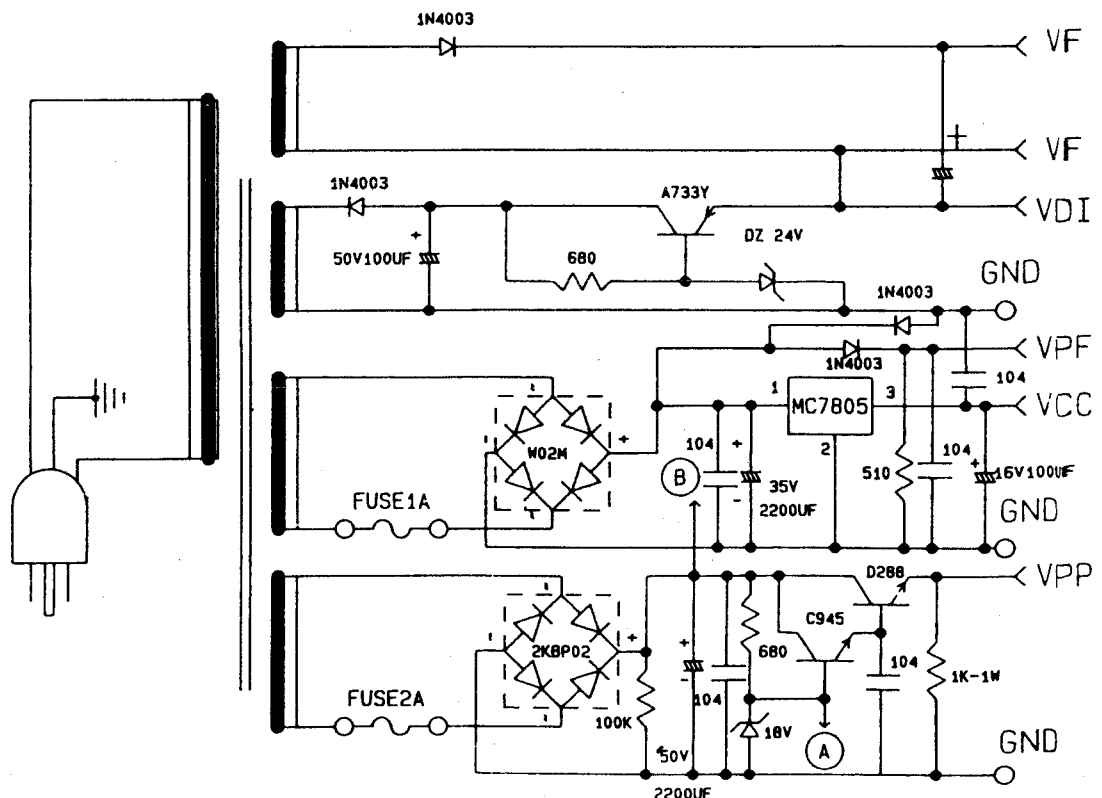 1N4003
VF
VF
+
1N4003
A733Y
VDI
+
50V100UF
680
DZ 24V
GND
1N4003
VPF
1N4003
104
1
MC7805
3
VCC
2
+
W02M
104
+
B
35V
2200UF
-
510
104
+
16V100UF
FUSE1A
GND
D288
VPP
C945
+
2KBP02
+
-
680
104
104
1K-1W
FUSE2A
100K
18V
A
50V
2200UF
GND